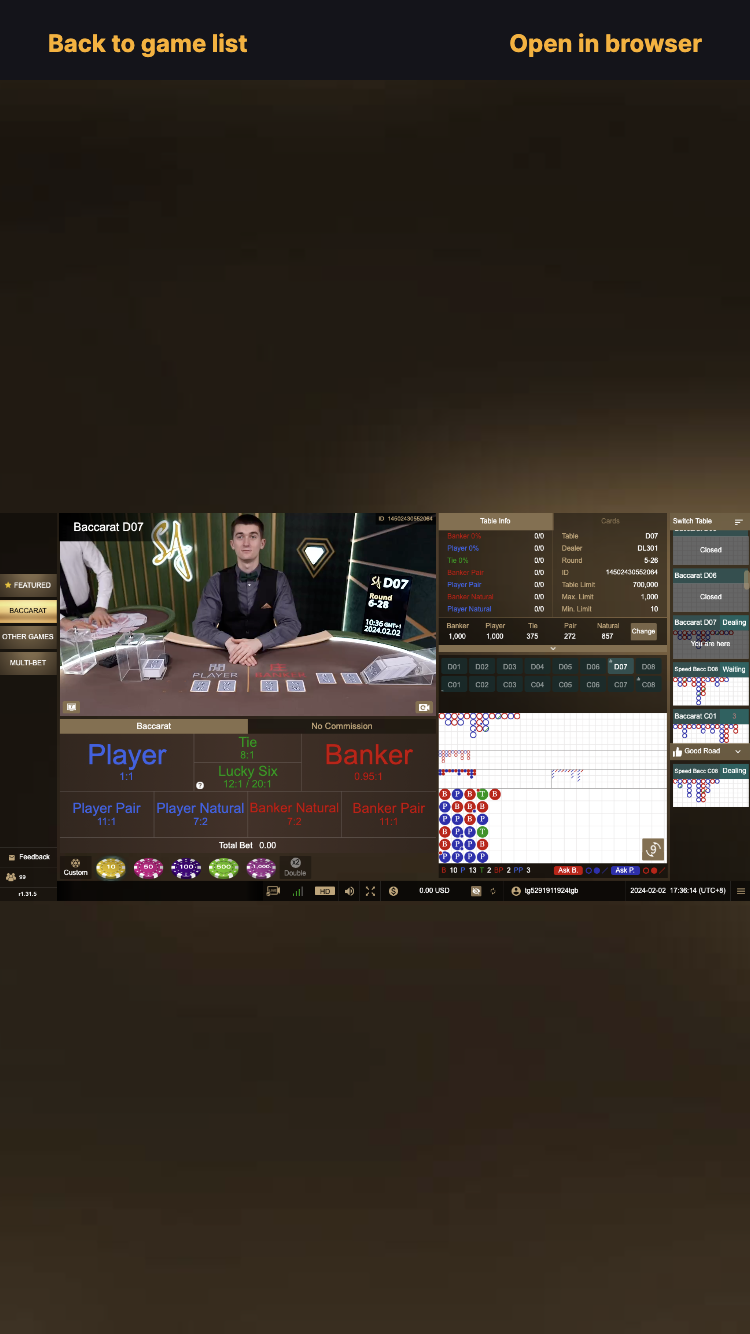 Back to game list
Open in browser
Baccarat D07
ID 14502430552064
SA D07
Round
6-28
10:36 GMT+1
2024.02.02
PLAYER
BANKER
FEATURED
BACCARAT
OTHER GAMES
MULTI-BET
Feedback
99
r1.31.5
Table Info
Cards
Banker 0% 0/0
Player 0% 0/0
Tie 0% 0/0
Banker Pair 0/0
Player Pair 0/0
Banker Natural 0/0
Player Natural 0/0
Table D07
Dealer DL301
Round 5-26
ID 14502430552064
Table Limit 700,000
Max. Limit 1,000
Min. Limit 10
Banker Player Tie Pair Natural
1,000 1,000 375 272 857
Change
D01 D02 D03 D04 D05 D06 D07 D08
C01 C02 C03 C04 C05 C06 C07 C08
B P B T B
P B B B
P P P P
B P P T
B P P P
P P P P
B 10 P 13 T 2 BP 2 PP 3
Ask B.
Ask P.
Switch Table
Closed
Baccarat D06
Closed
Baccarat D07 Dealing
You are here
Speed Bacc D08 Waiting
Baccarat C01 3
Good Road
Speed Bacc C08 Dealing
Baccarat
No Commission
Player
1:1
Tie
8:1
Lucky Six
12:1 / 20:1
Banker
0.95:1
Player Pair
11:1
Player Natural
7:2
Banker Natural
7:2
Banker Pair
11:1
Total Bet 0.00
Custom
10
50
100
500
1,000
x2
Double
HD
0.00 USD
tg5291911924tgb
2024-02-02 17:36:14 (UTC+8)